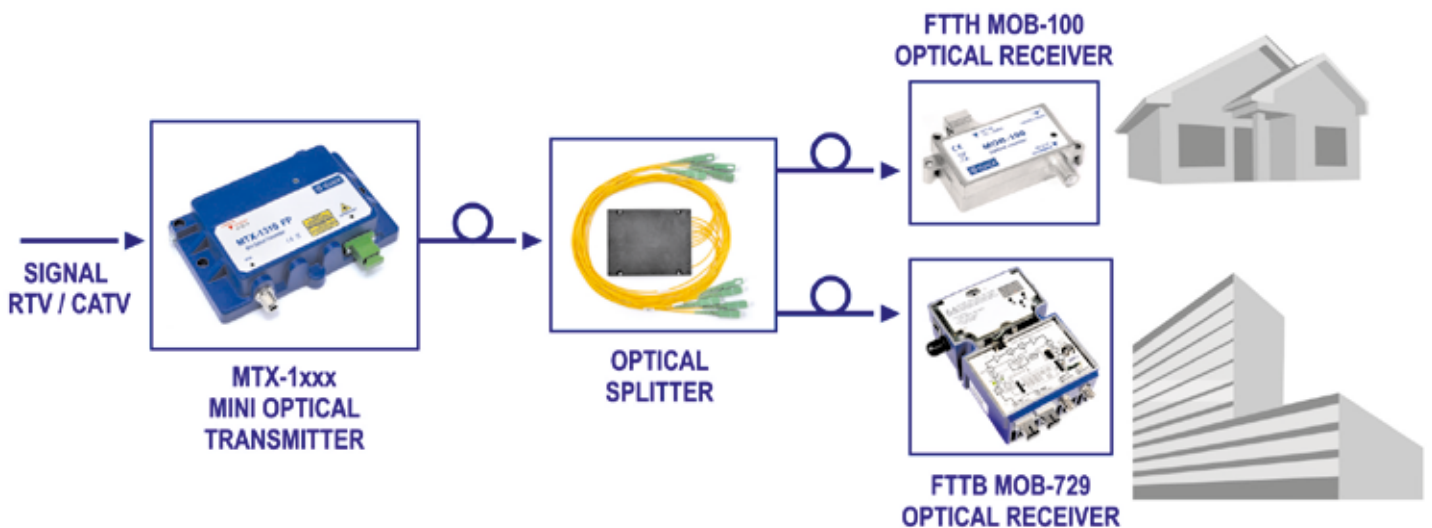 SIGNAL
RTV / CATV
MTX-1310 FP
MTX-1xxx
MINI OPTICAL
TRANSMITTER
OPTICAL
SPLITTER
FTTH MOB-100
OPTICAL RECEIVER
MOB-100
FTTB MOB-729
OPTICAL RECEIVER